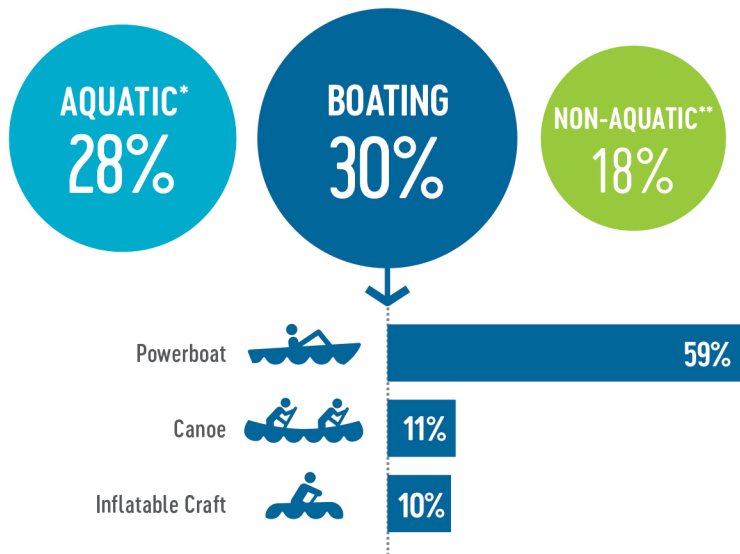 AQUATIC*
28%
BOATING
30%
NON-AQUATIC**
18%
Powerboat
59%
Canoe
11%
Inflatable Craft
10%